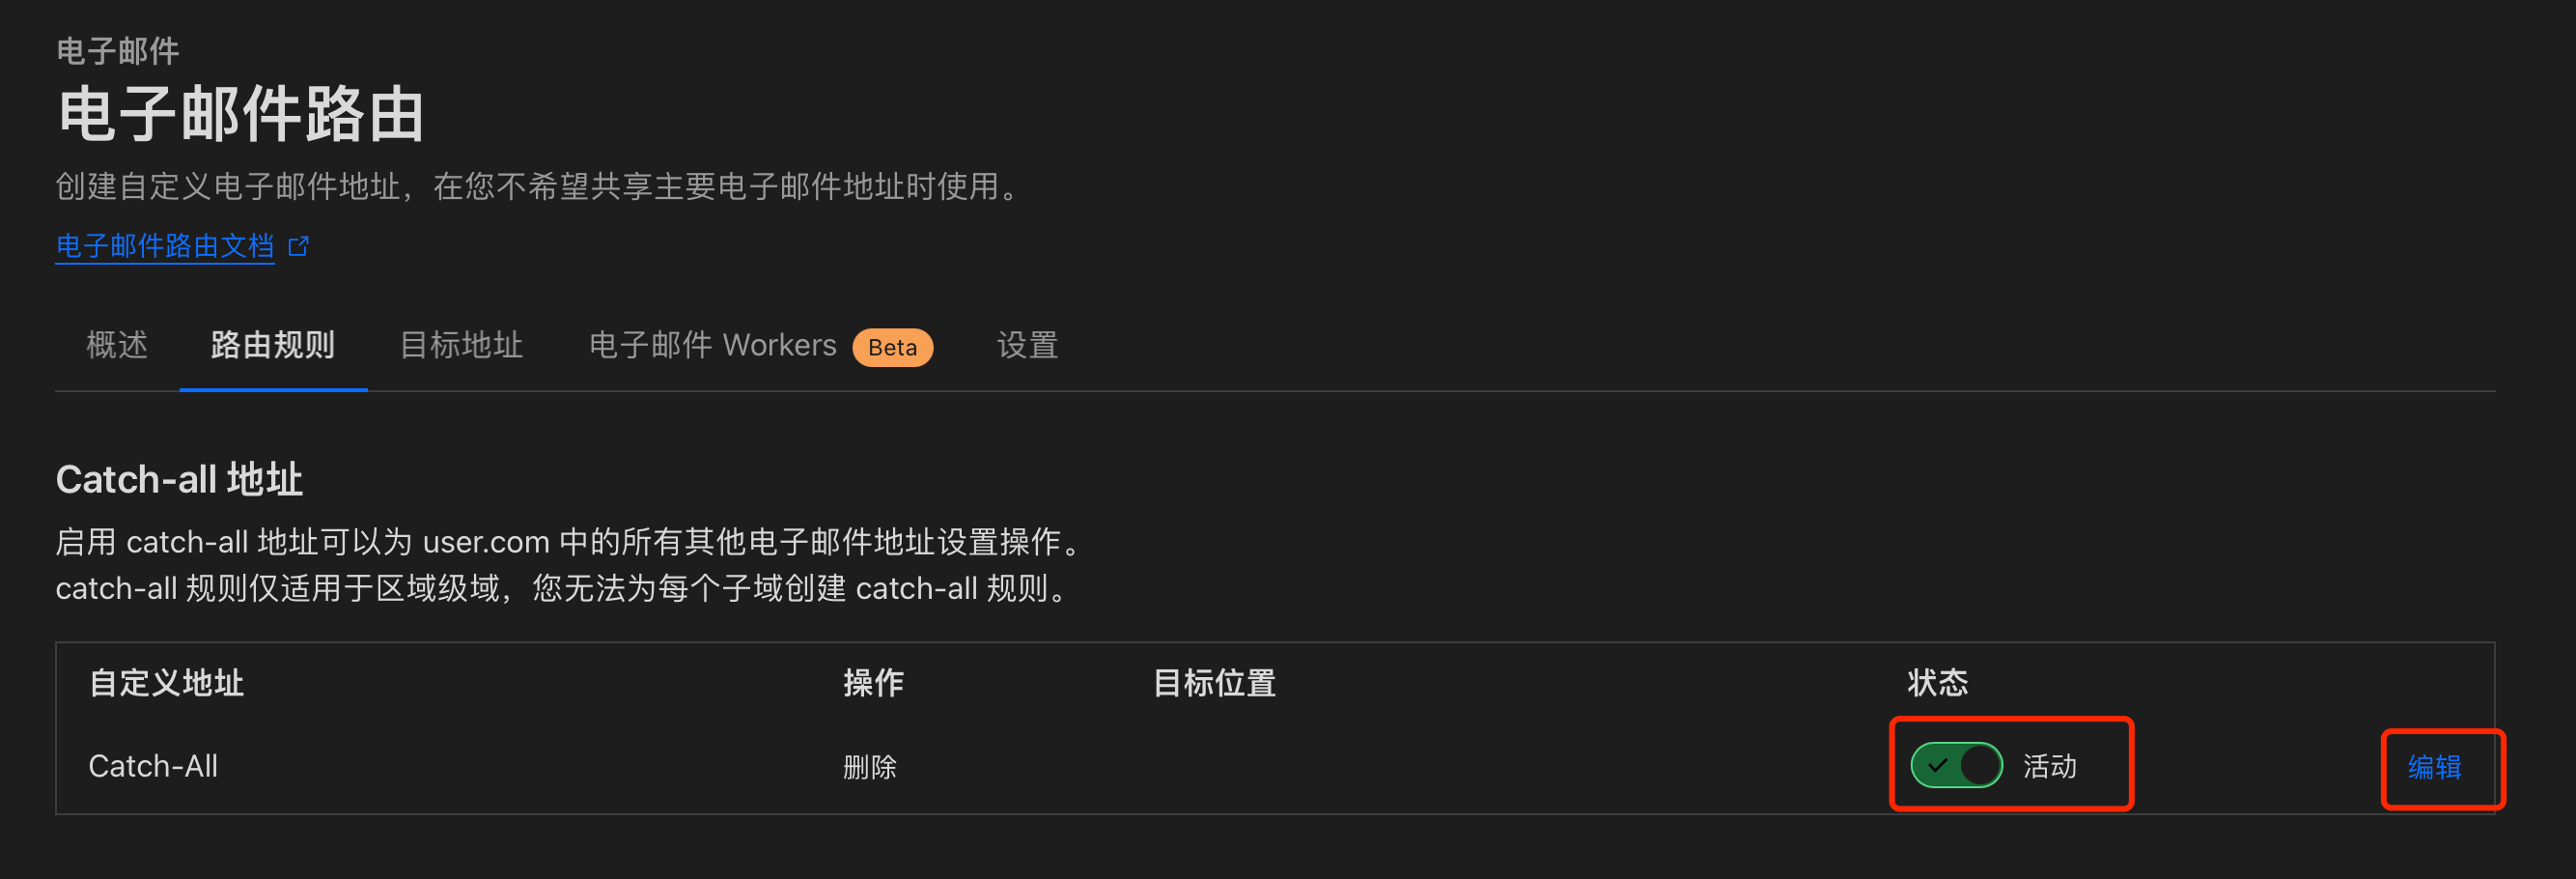 电子邮件
电子邮件路由
创建自定义电子邮件地址，在您不希望共享主要电子邮件地址时使用。
电子邮件路由文档
概述 路由规则 目标地址 电子邮件 Workers Beta 设置
Catch-all 地址
启用 catch-all 地址可以为 user.com 中的所有其他电子邮件地址设置操作。
catch-all 规则仅适用于区域级域，您无法为每个子域创建 catch-all 规则。
自定义地址 操作 目标位置 状态
Catch-All 删除 活动 编辑